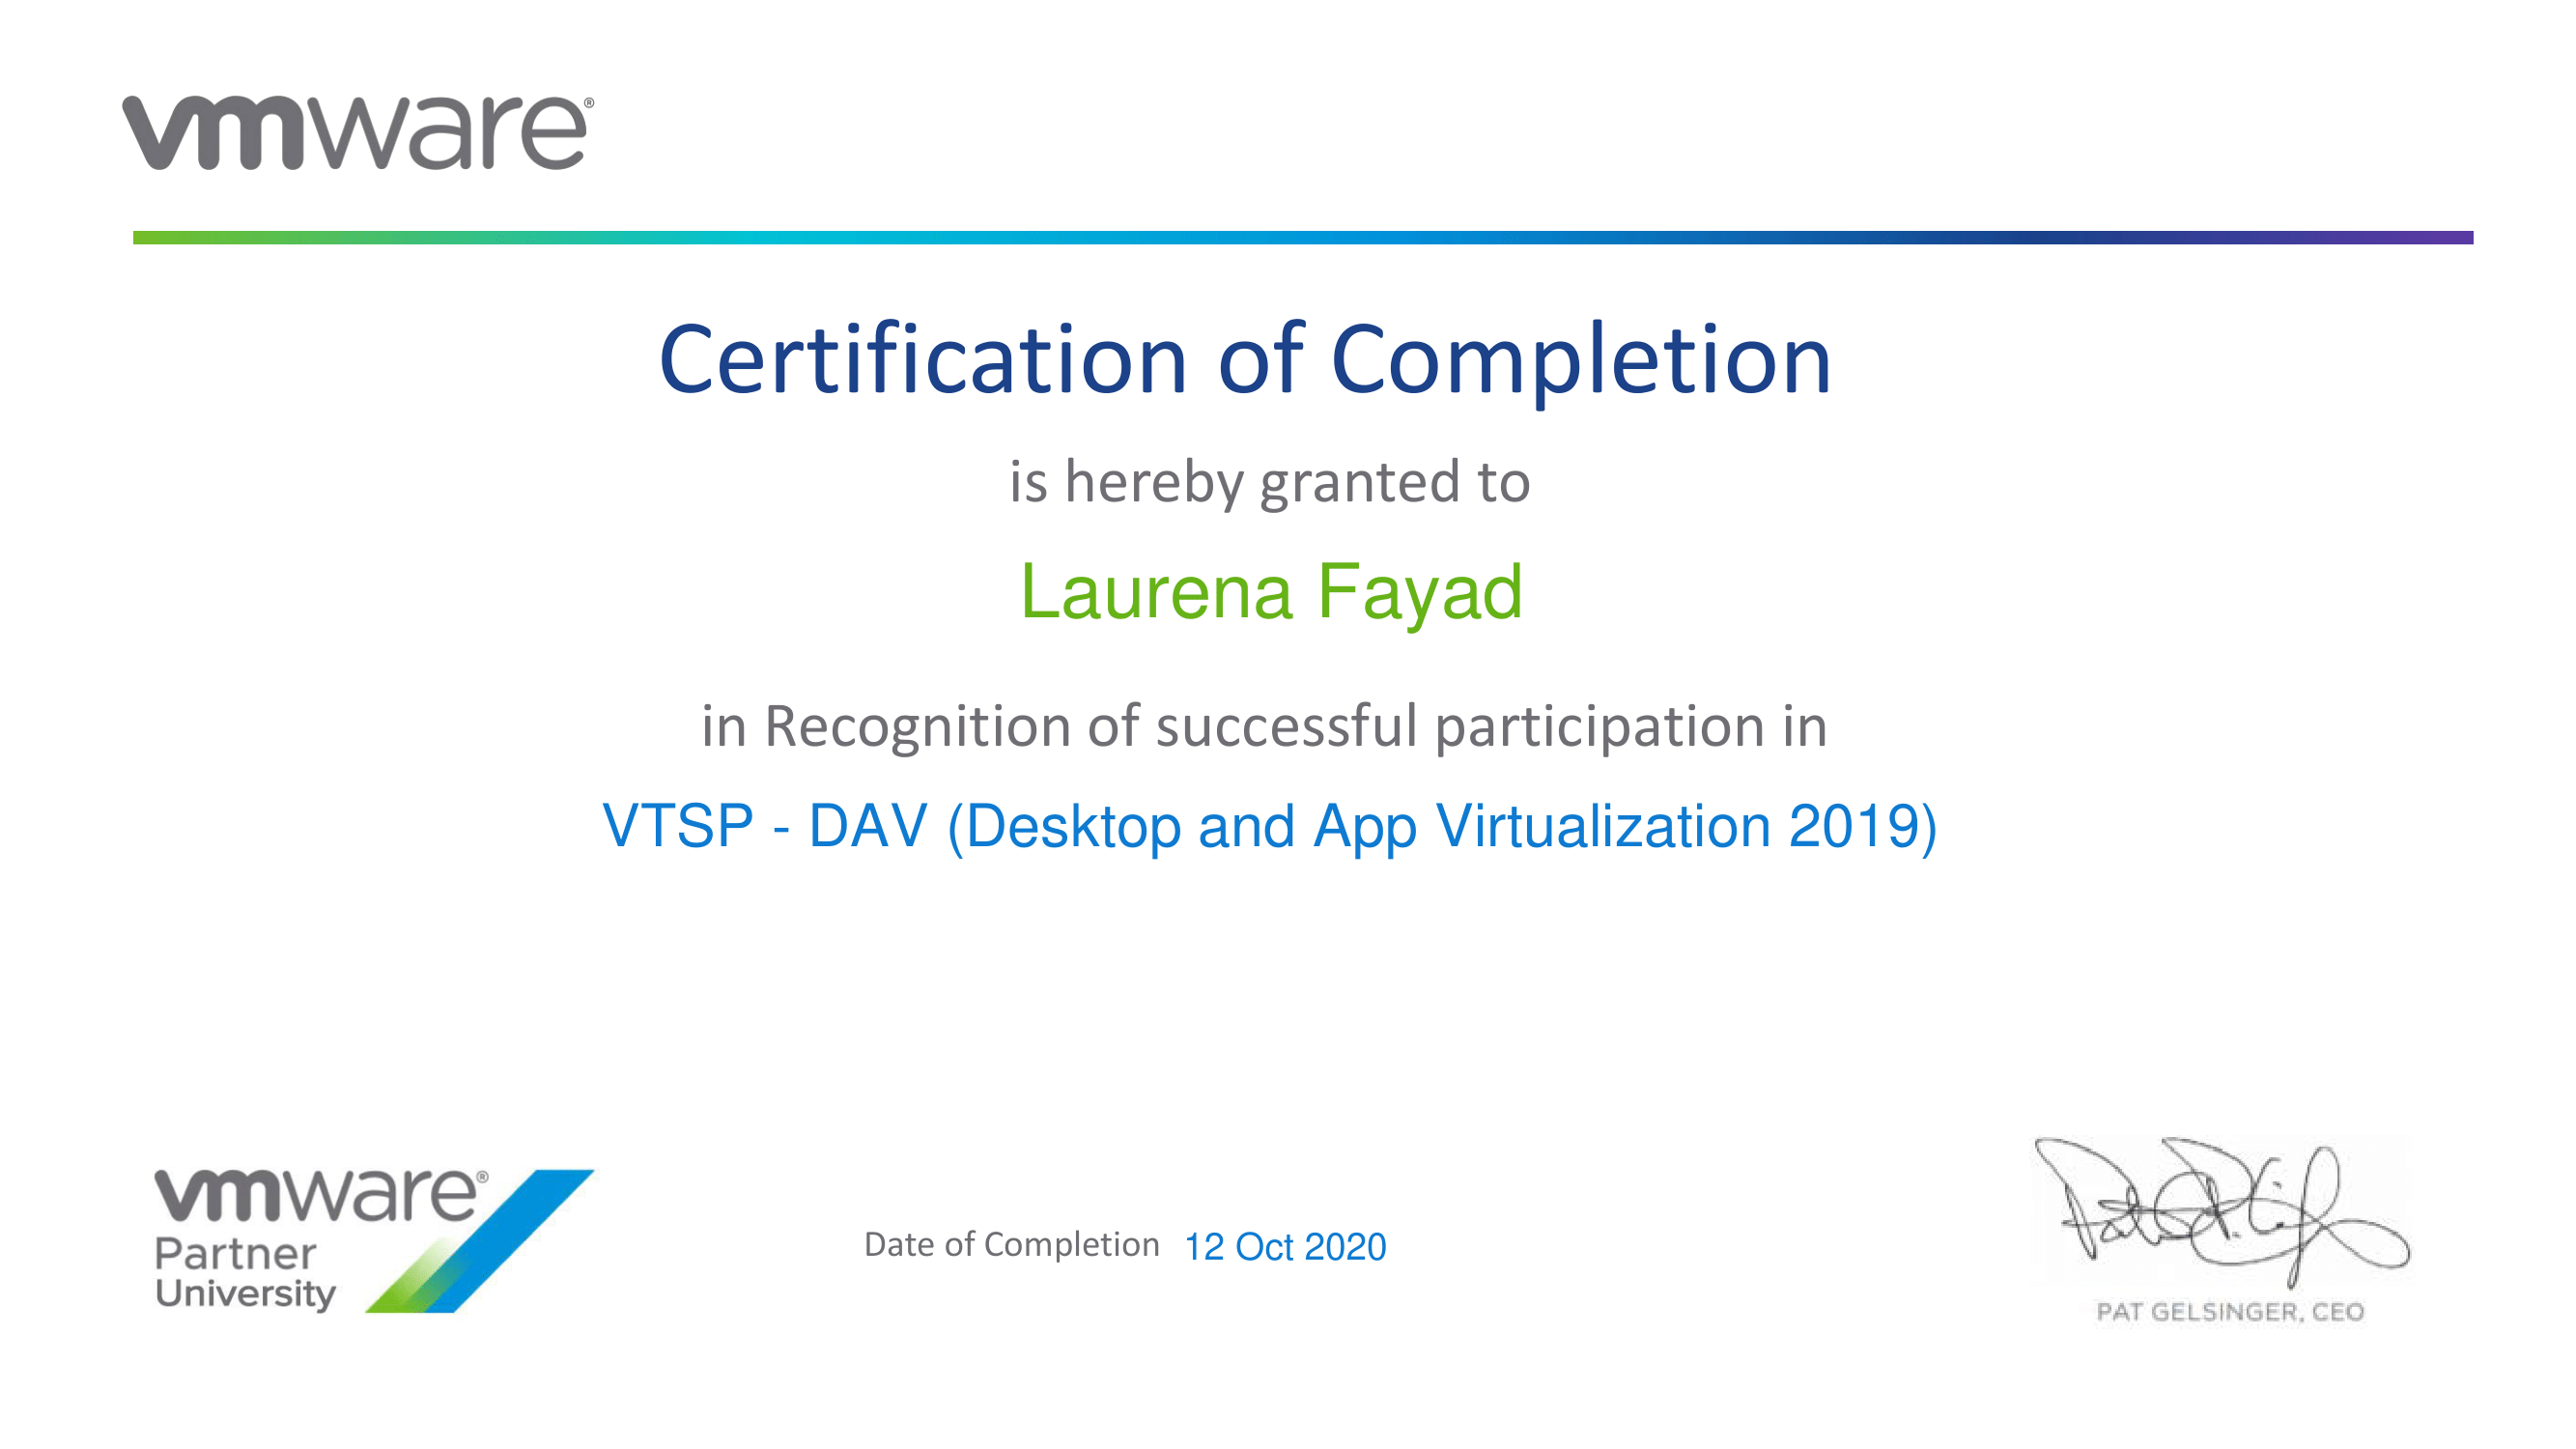 vmware®
Certification of Completion
is hereby granted to
Laurena Fayad
in Recognition of successful participation in
VTSP - DAV (Desktop and App Virtualization 2019)
vmware®
Partner
University
Date of Completion 12 Oct 2020
PAT GELSINGER, CEO